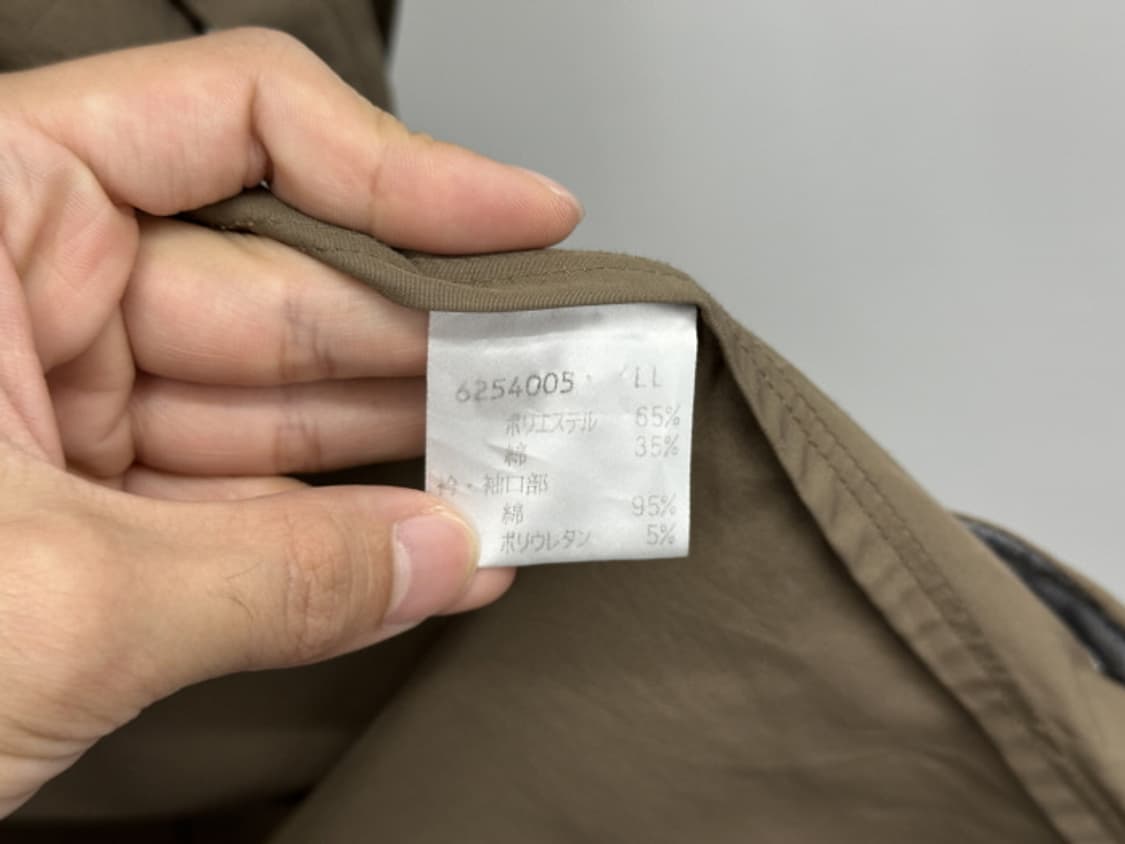 6254005 LL
ポリエステル 65%
綿 35%
衿・袖口部
綿 95%
ポリウレタン 5%